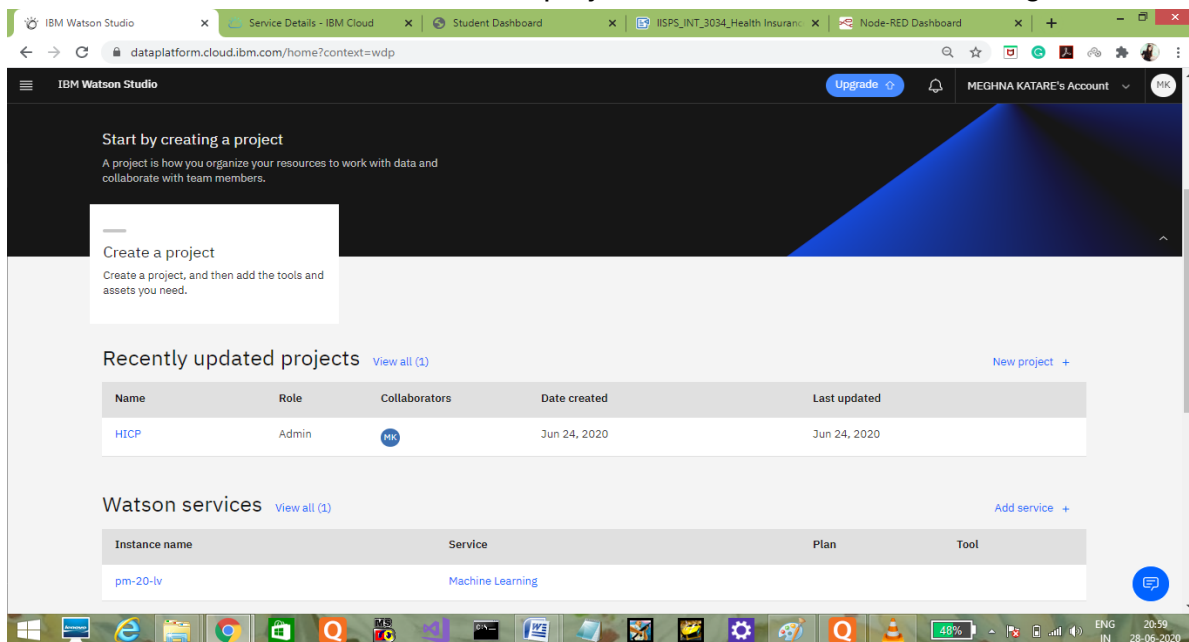 IBM Watson Studio
Service Details - IBM Cloud
Student Dashboard
IISPS_INT_3034_Health Insuranc
Node-RED Dashboard
dataplatform.cloud.ibm.com/home?context=wdp
IBM Watson Studio
Upgrade
MEGHNA KATARE's Account
MK
Start by creating a project
A project is how you organize your resources to work with data and
collaborate with team members.
Create a project
Create a project, and then add the tools and
assets you need.
Recently updated projects View all (1)
New project +
Name Role Collaborators Date created Last updated
HICP Admin MK Jun 24, 2020 Jun 24, 2020
Watson services View all (1)
Add service +
Instance name Service Plan Tool
pm-20-lv Machine Learning
48%
ENG 20:59
IN 28-06-2020